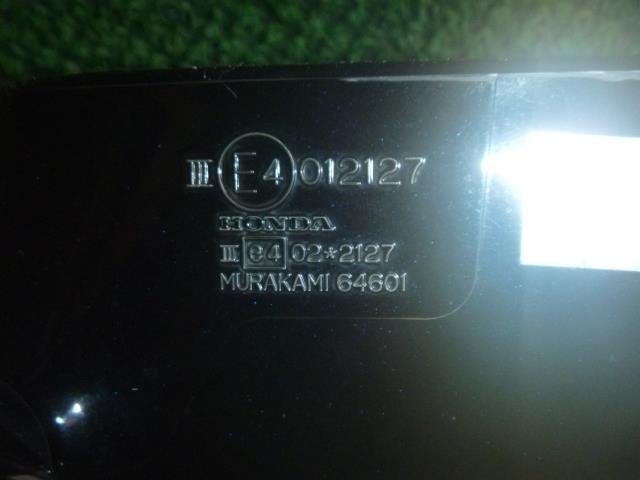 III E4 012127
HONDA
III e4 02*2127
MURAKAMI 64601